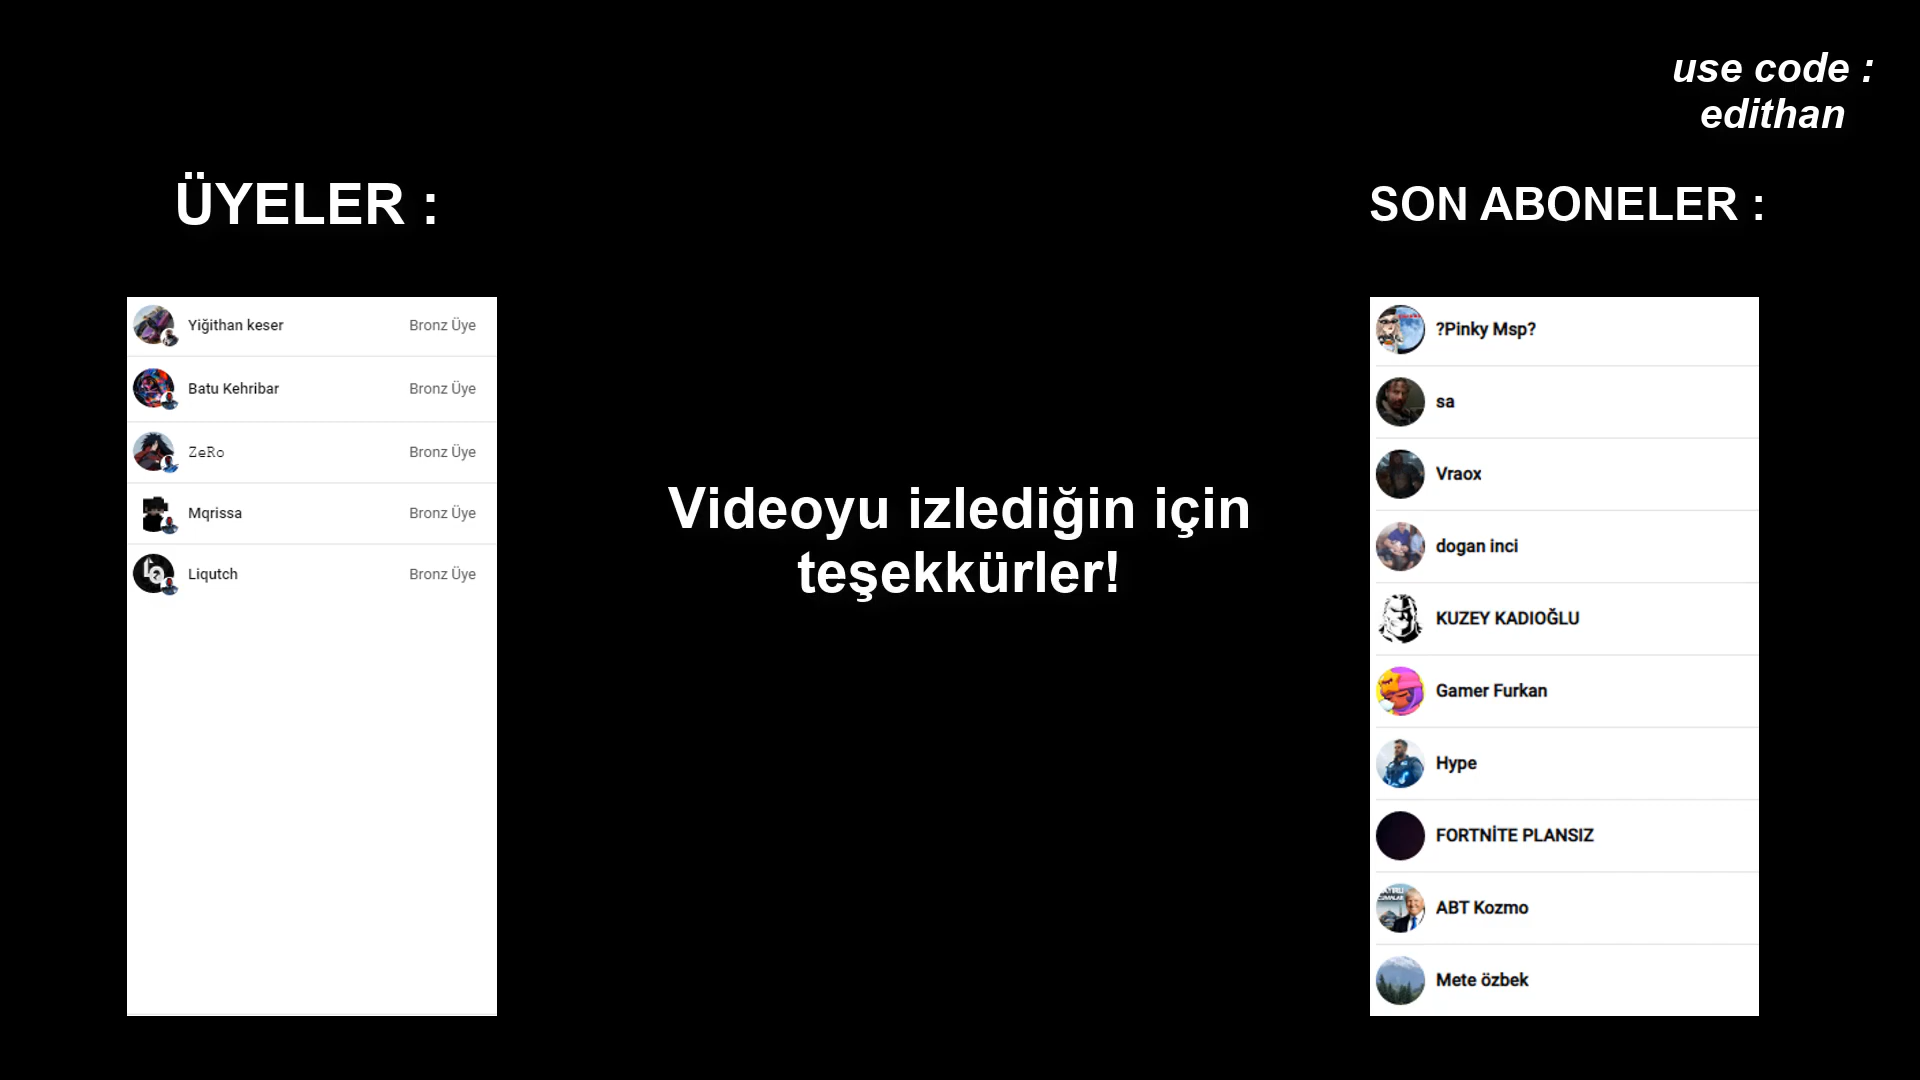 use code :
edithan
ÜYELER :
Yiğithan keser Bronz Üye
Batu Kehribar Bronz Üye
ZeRo Bronz Üye
Mqrissa Bronz Üye
Liqutch Bronz Üye
Videoyu izlediğin için
teşekkürler!
SON ABONELER :
?Pinky Msp?
sa
Vraox
dogan inci
KUZEY KADIOĞLU
Gamer Furkan
Hype
FORTNİTE PLANSIZ
ABT Kozmo
Mete özbek